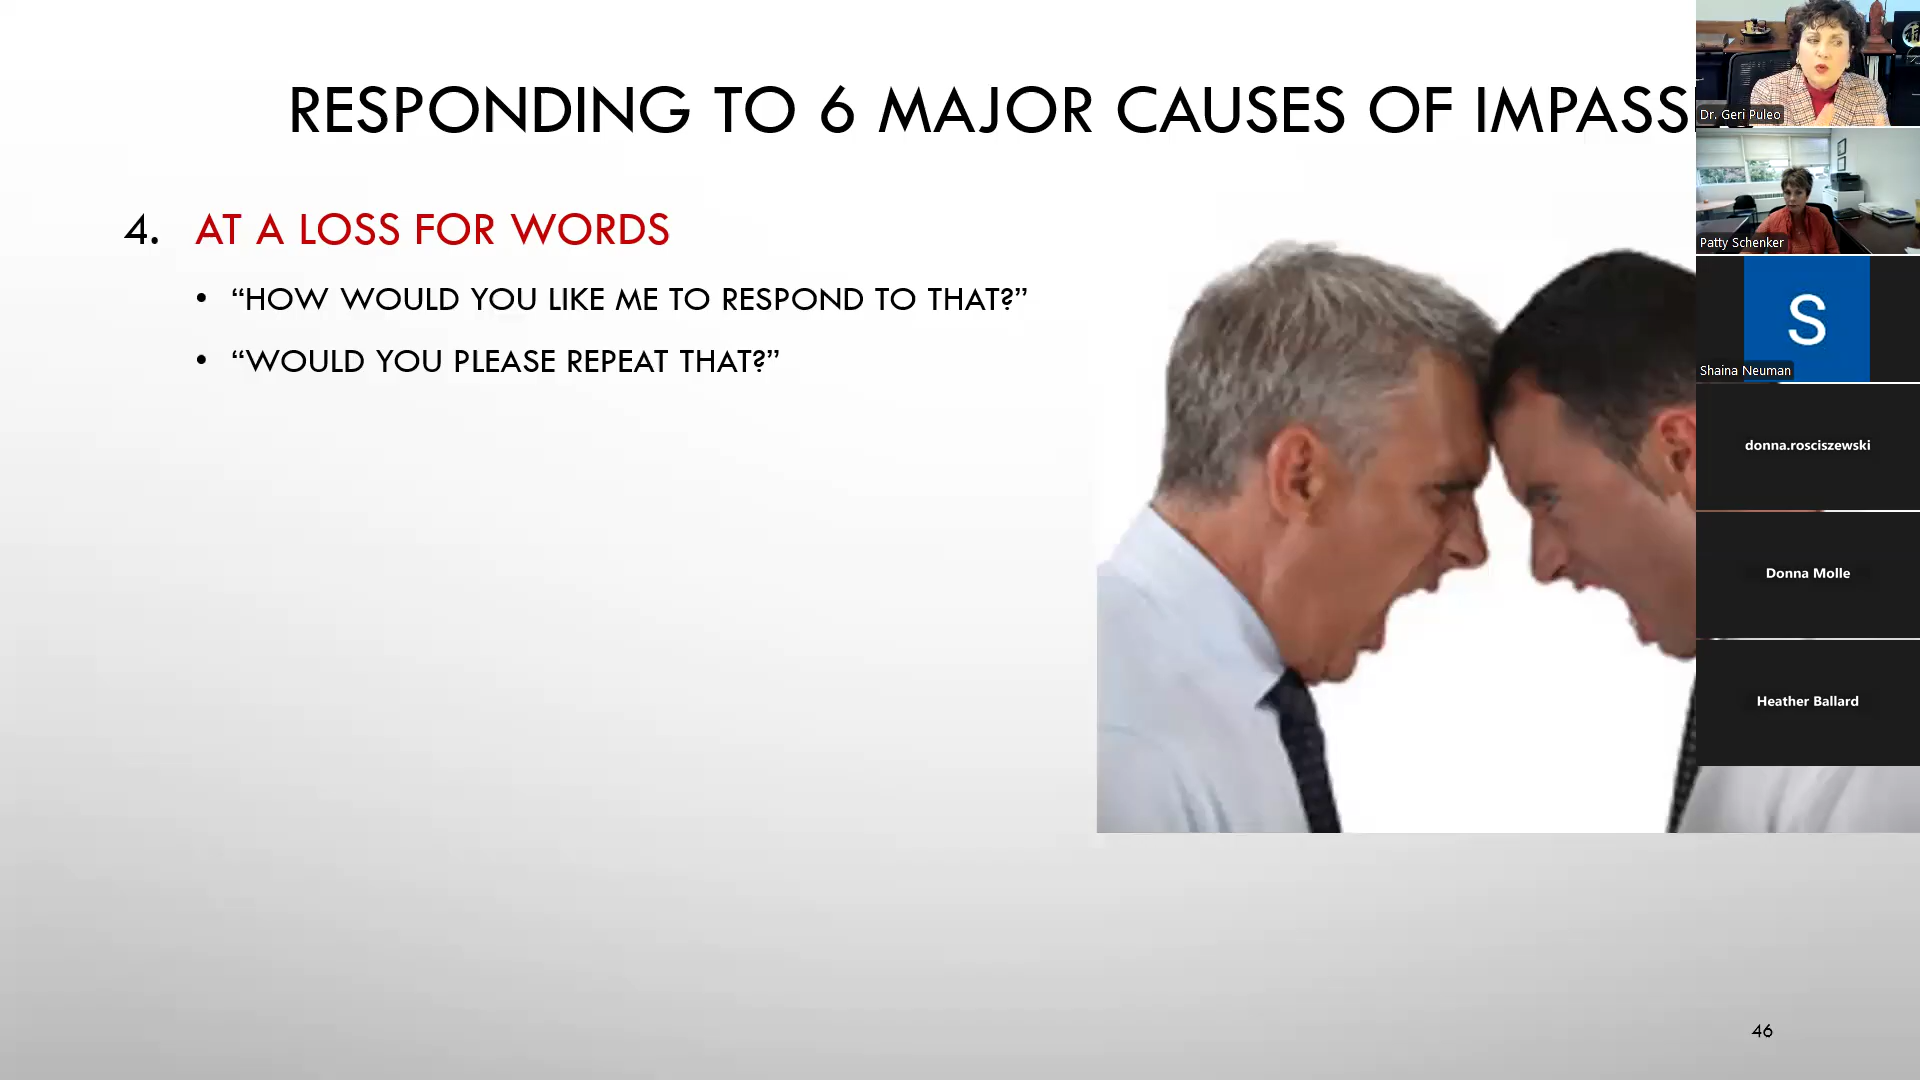 RESPONDING TO 6 MAJOR CAUSES OF IMPASS
4. AT A LOSS FOR WORDS
• “HOW WOULD YOU LIKE ME TO RESPOND TO THAT?”
• “WOULD YOU PLEASE REPEAT THAT?”
46
Dr. Geri Puleo
Patty Schenker
S
Shaina Neuman
donna.rosciszewski
Donna Molle
Heather Ballard